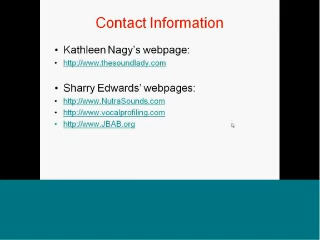 Contact Information
• Kathleen Nagy's webpage:
• http://www.thesoundlady.com
• Sharry Edwards' webpages:
• http://www.NutraSounds.com
• http://www.vocalprofiling.com
• http://www.JBAB.org